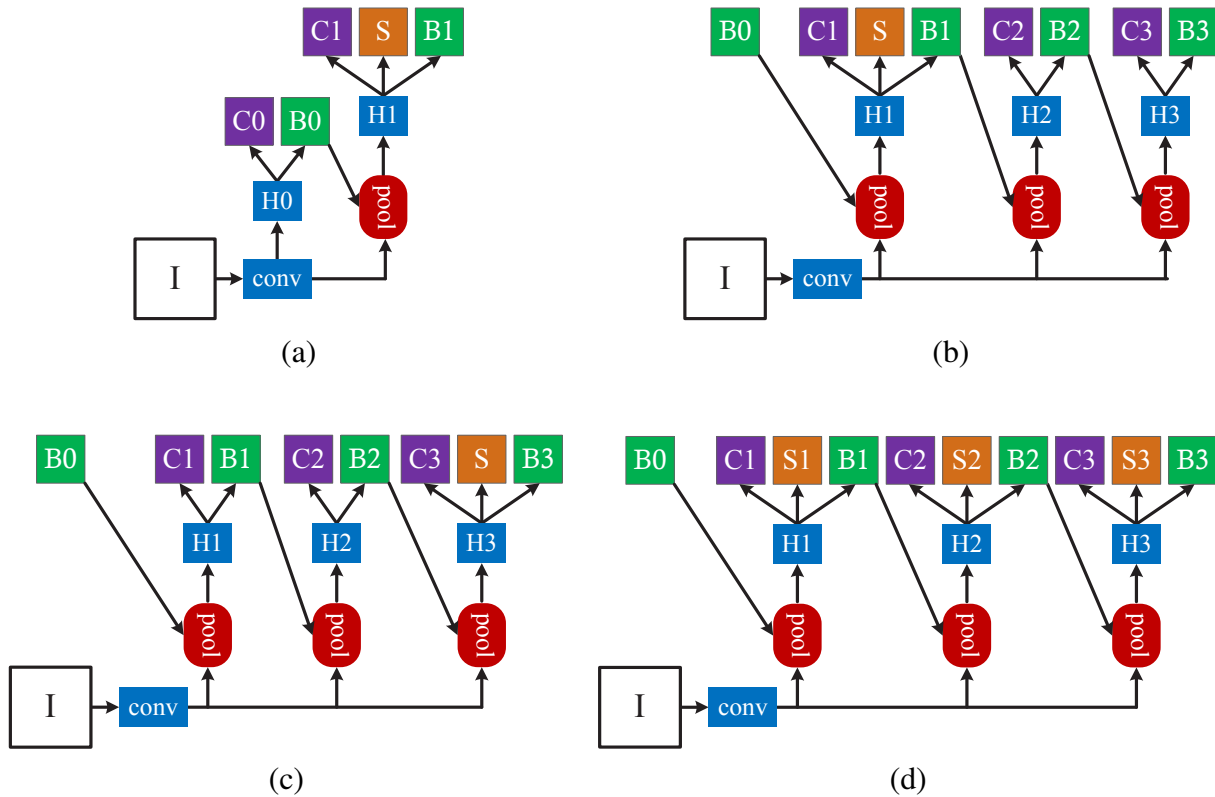 C1 S B1
C0 B0
H1
H0
pool
I
conv
(a)
B0 C1 S B1 C2 B2 C3 B3
H1 H2 H3
pool pool pool
I
conv
(b)
B0 C1 B1 C2 B2 C3 S B3
H1 H2 H3
pool pool pool
I
conv
(c)
B0 C1 S1 B1 C2 S2 B2 C3 S3 B3
H1 H2 H3
pool pool pool
I
conv
(d)